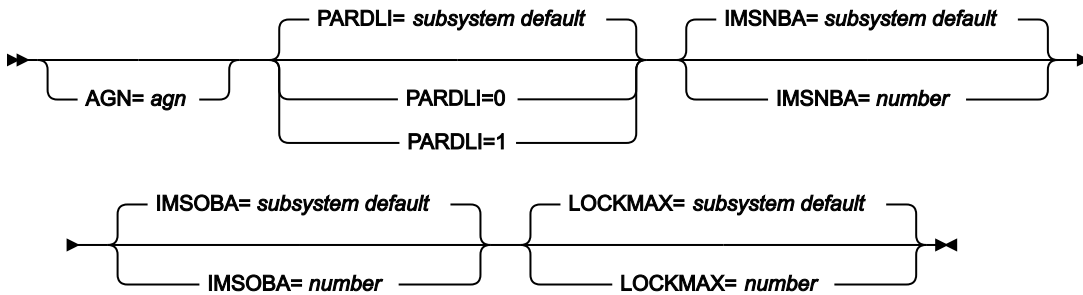 PARDLI= subsystem default
IMSNBA= subsystem default
AGN= agn
PARDLI=0
IMSNBA= number
PARDLI=1
IMSOBA= subsystem default
LOCKMAX= subsystem default
IMSOBA= number
LOCKMAX= number